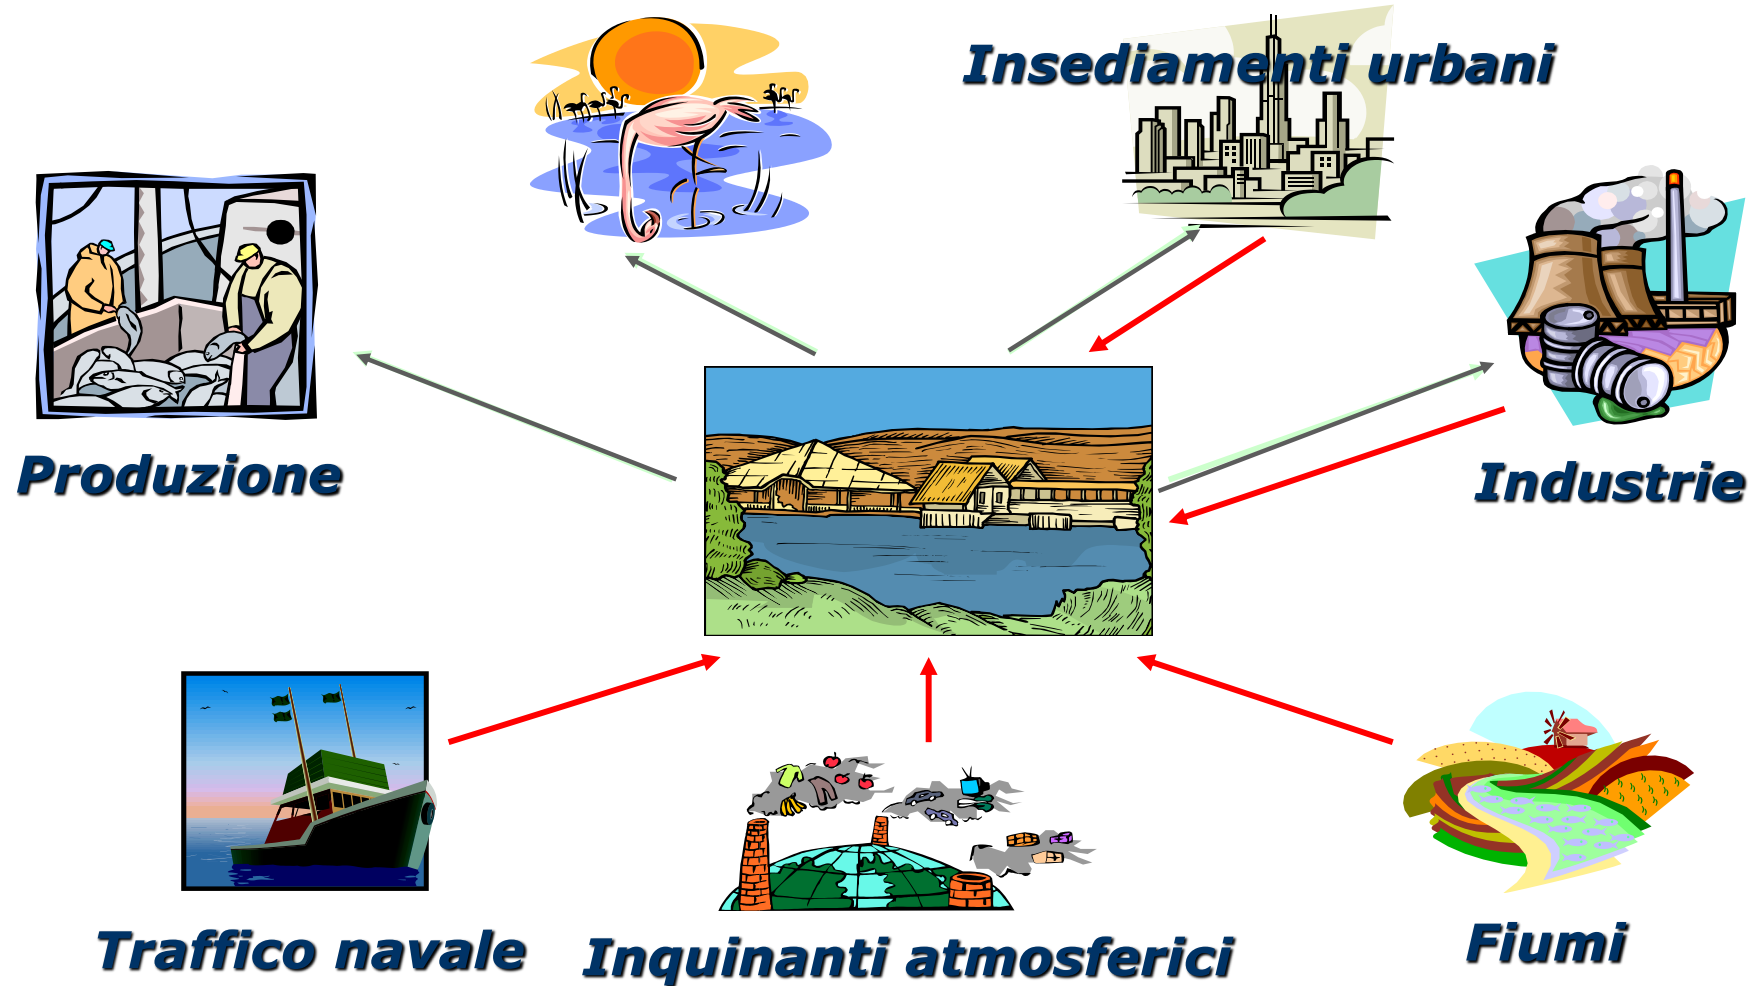 Insediamenti urbani
Produzione
Industrie
Traffico navale
Inquinanti atmosferici
Fiumi